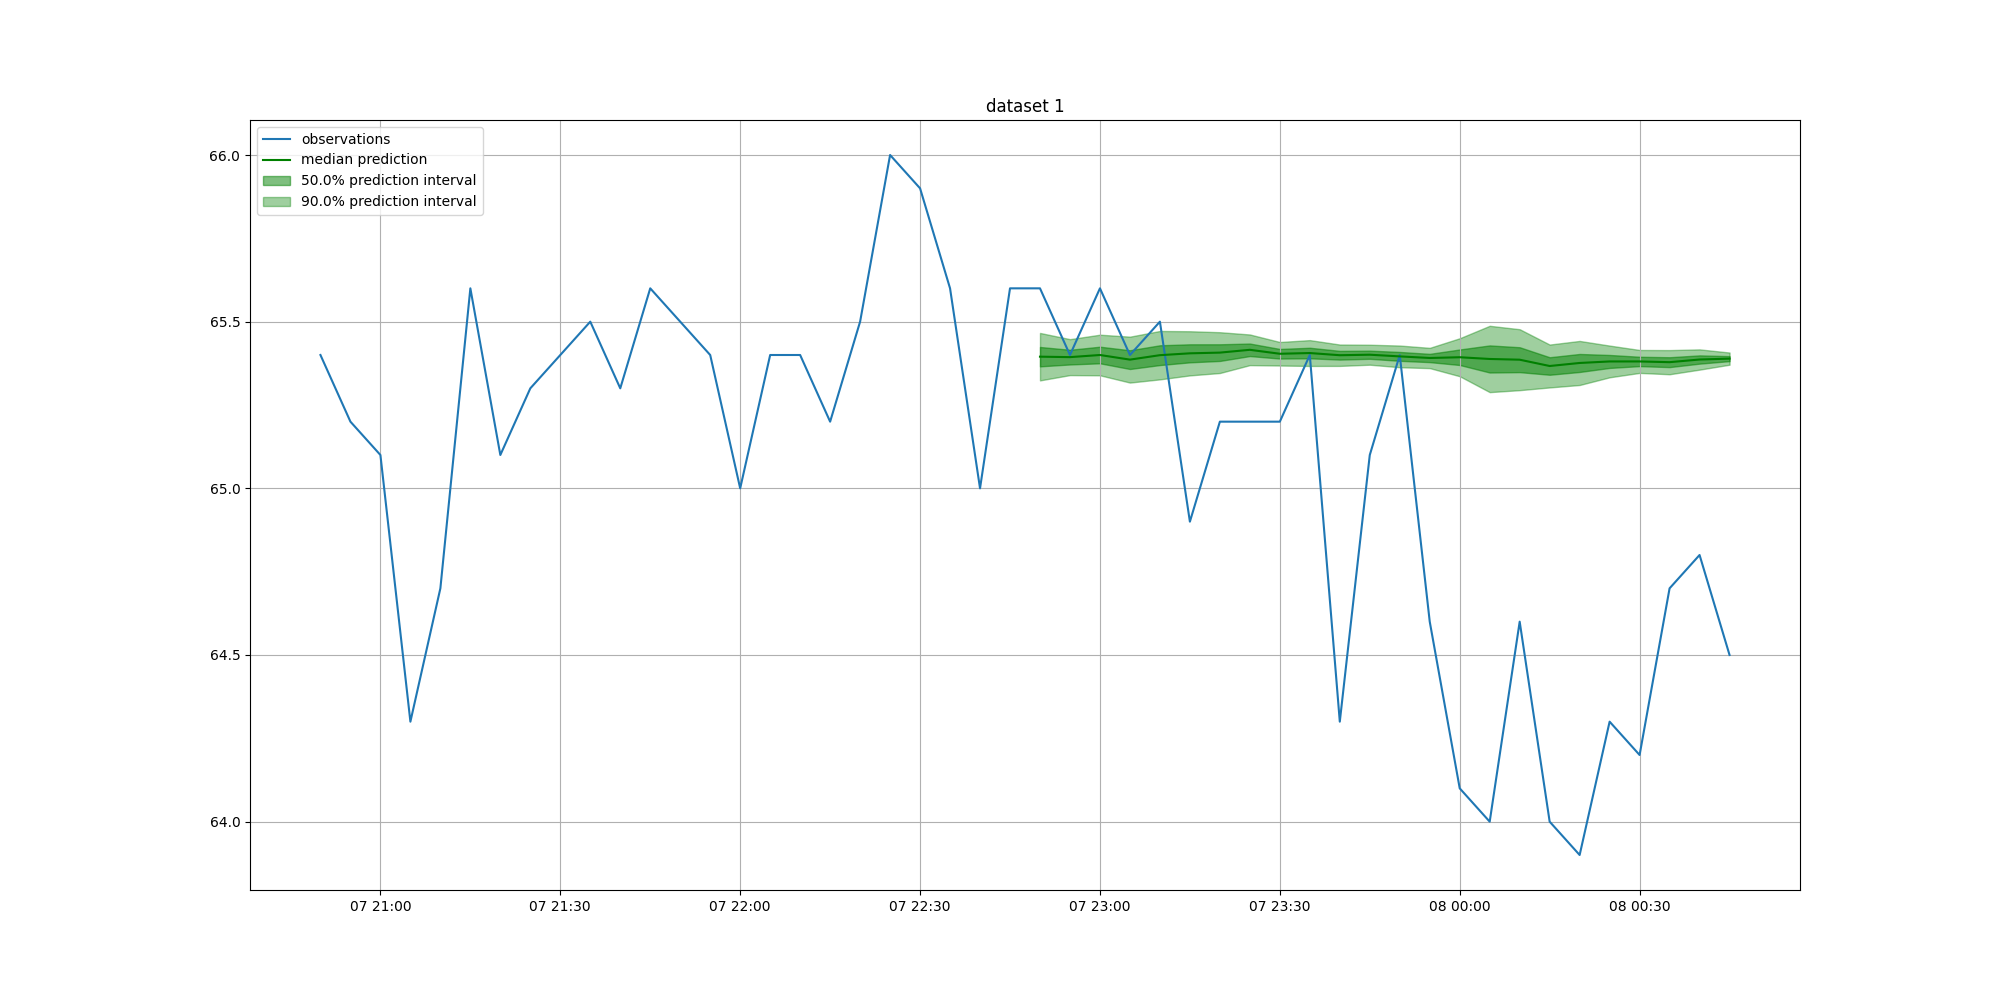 dataset 1
observations
median prediction
50.0% prediction interval
90.0% prediction interval
66.0
65.5
65.0
64.5
64.0
07 21:00 07 21:30 07 22:00 07 22:30 07 23:00 07 23:30 08 00:00 08 00:30